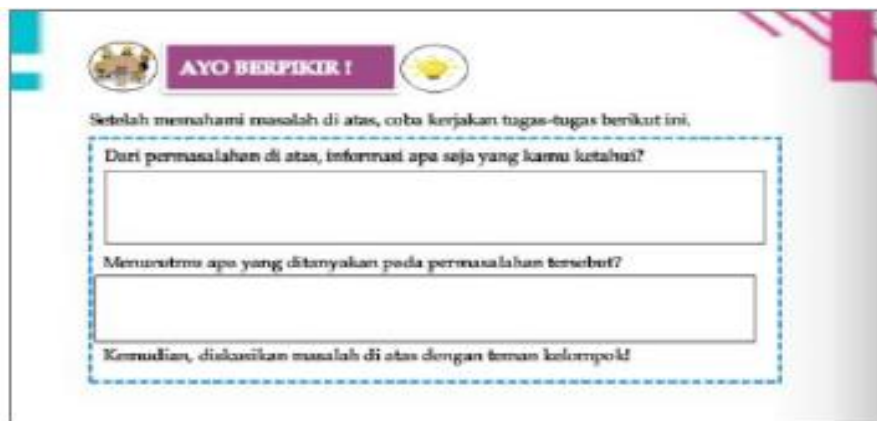 AYO BERPIKIR !
Setelah memahami masalah di atas, coba kerjakan tugas-tugas berikut ini.
Dari permasalahan di atas, informasi apa saja yang kamu ketahui?
Menurutmu apa yang ditanyakan pada permasalahan tersebut?
Kemudian, diskusikan masalah di atas dengan teman kelompok!